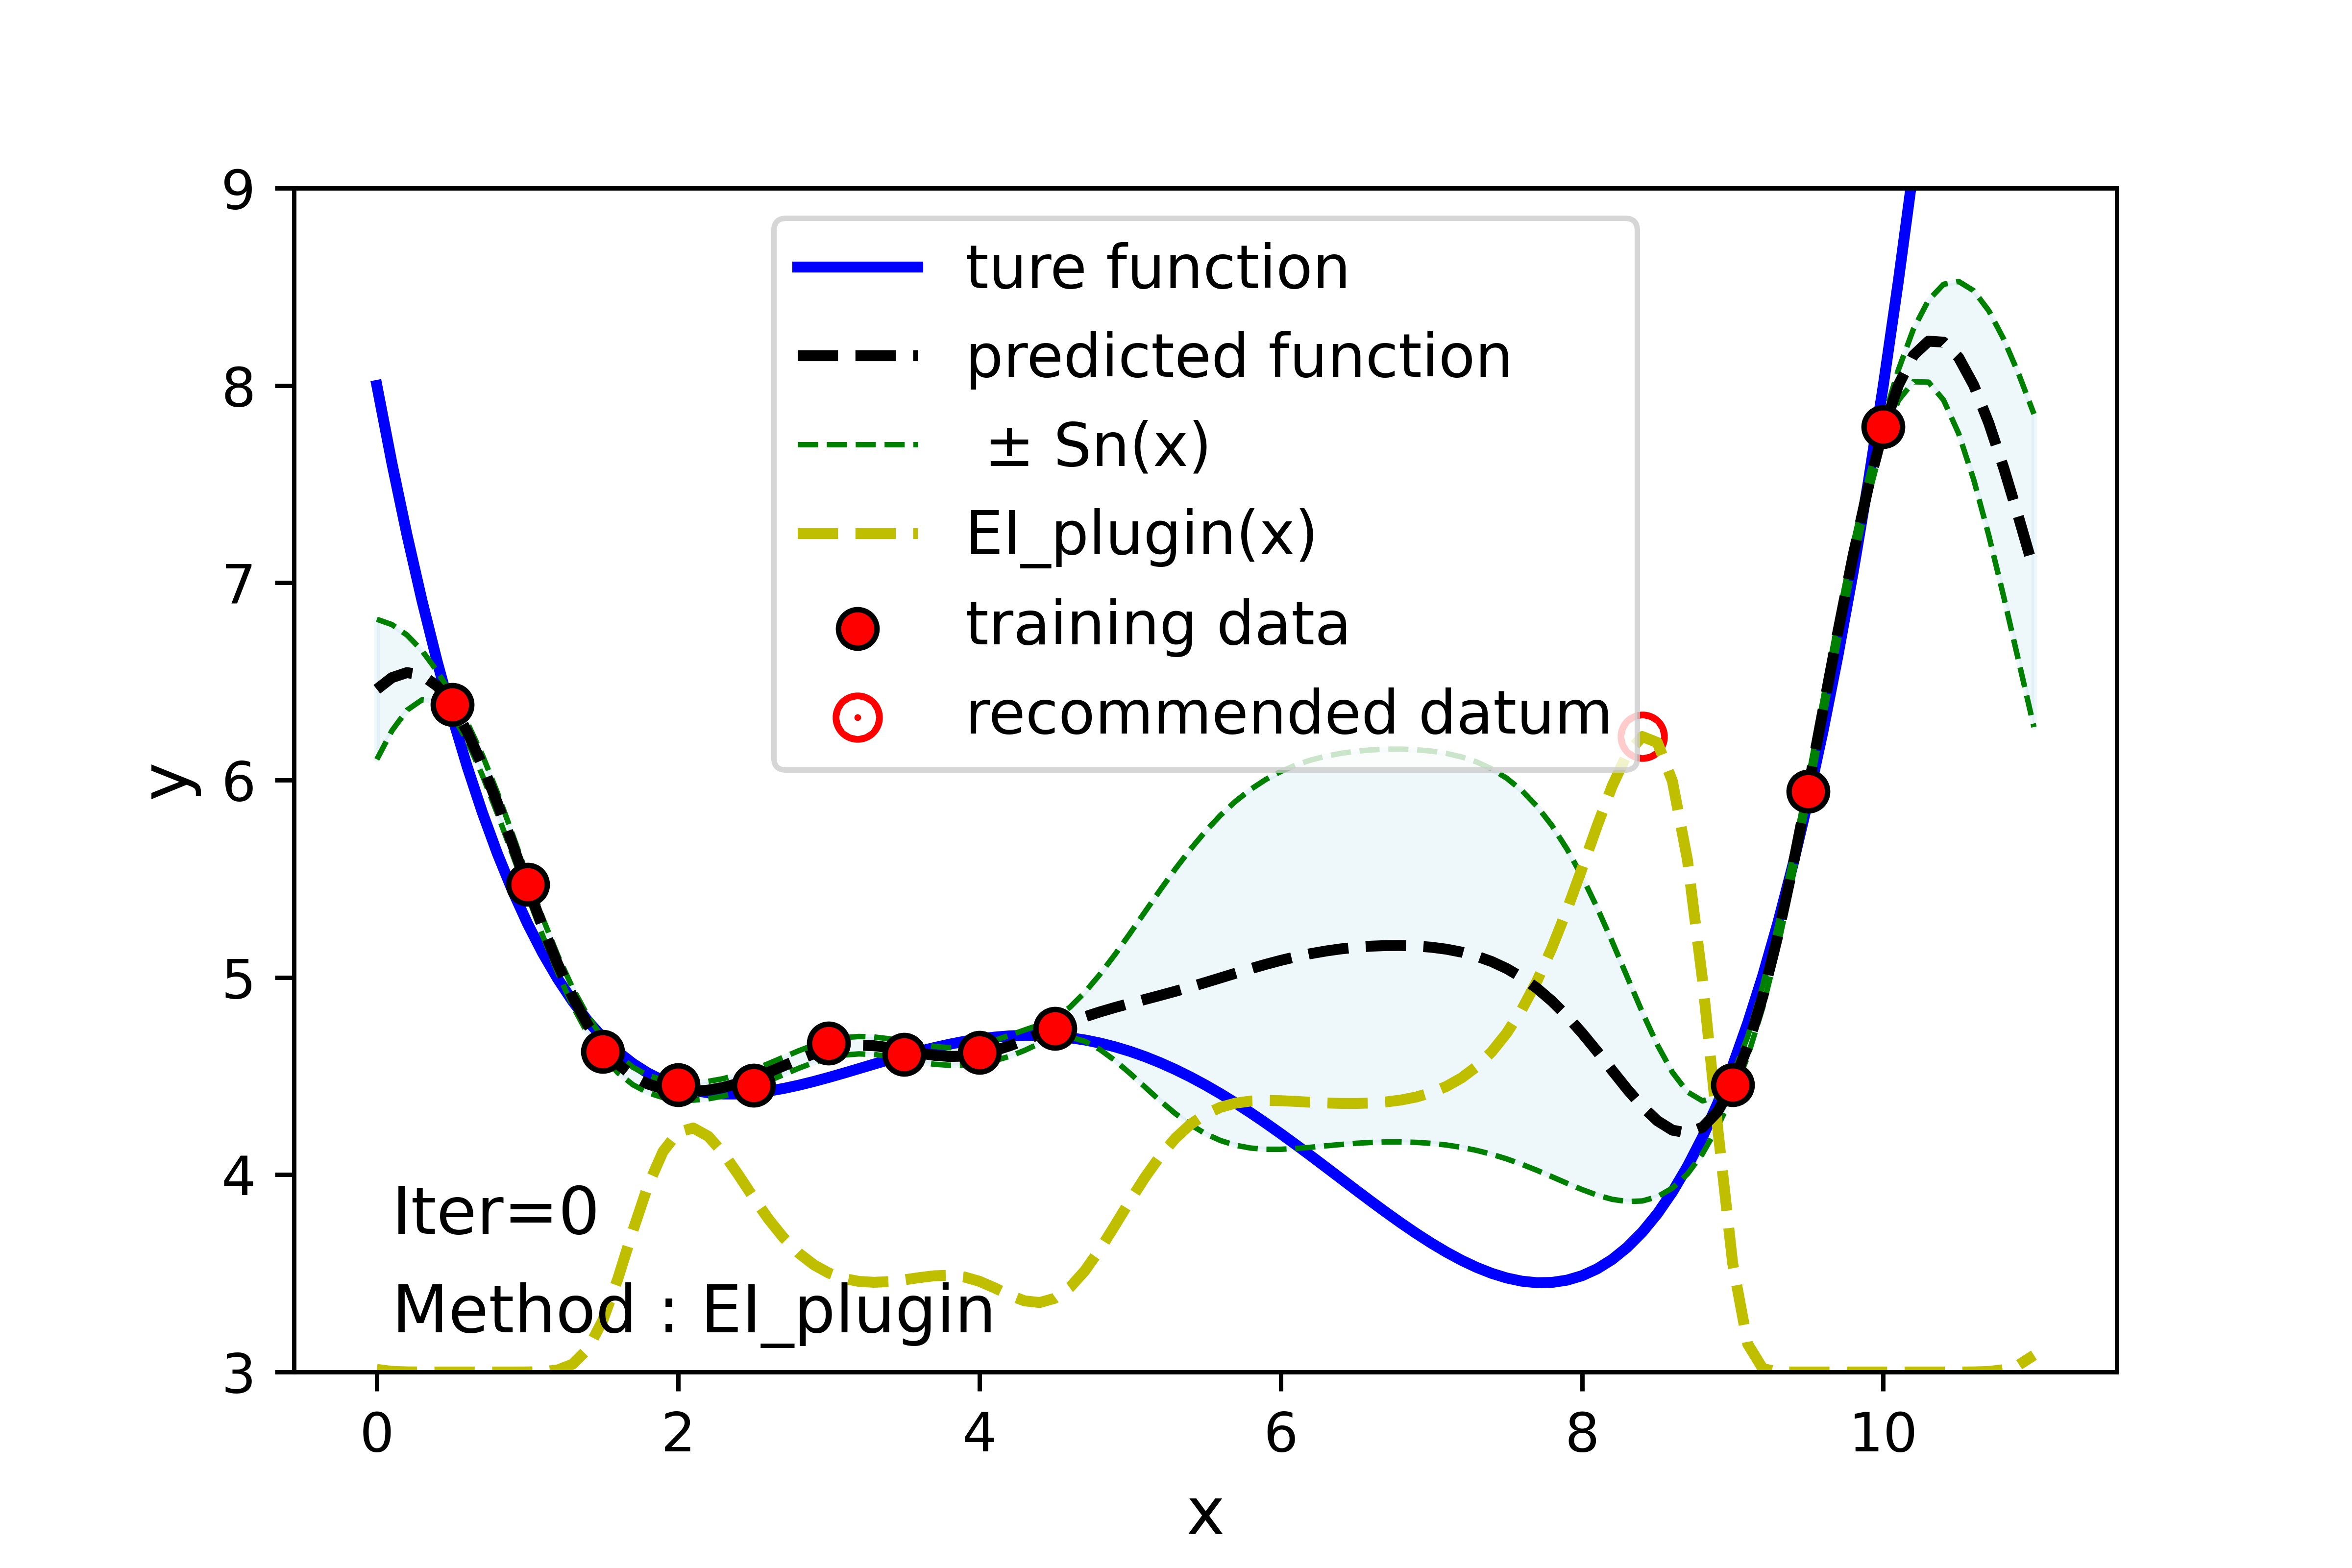 9
8
7
6
5
4
3
y
ture function
predicted function
± Sn(x)
EI_plugin(x)
training data
recommended datum
Iter=0
Method : EI_plugin
0 2 4 6 8 10
x